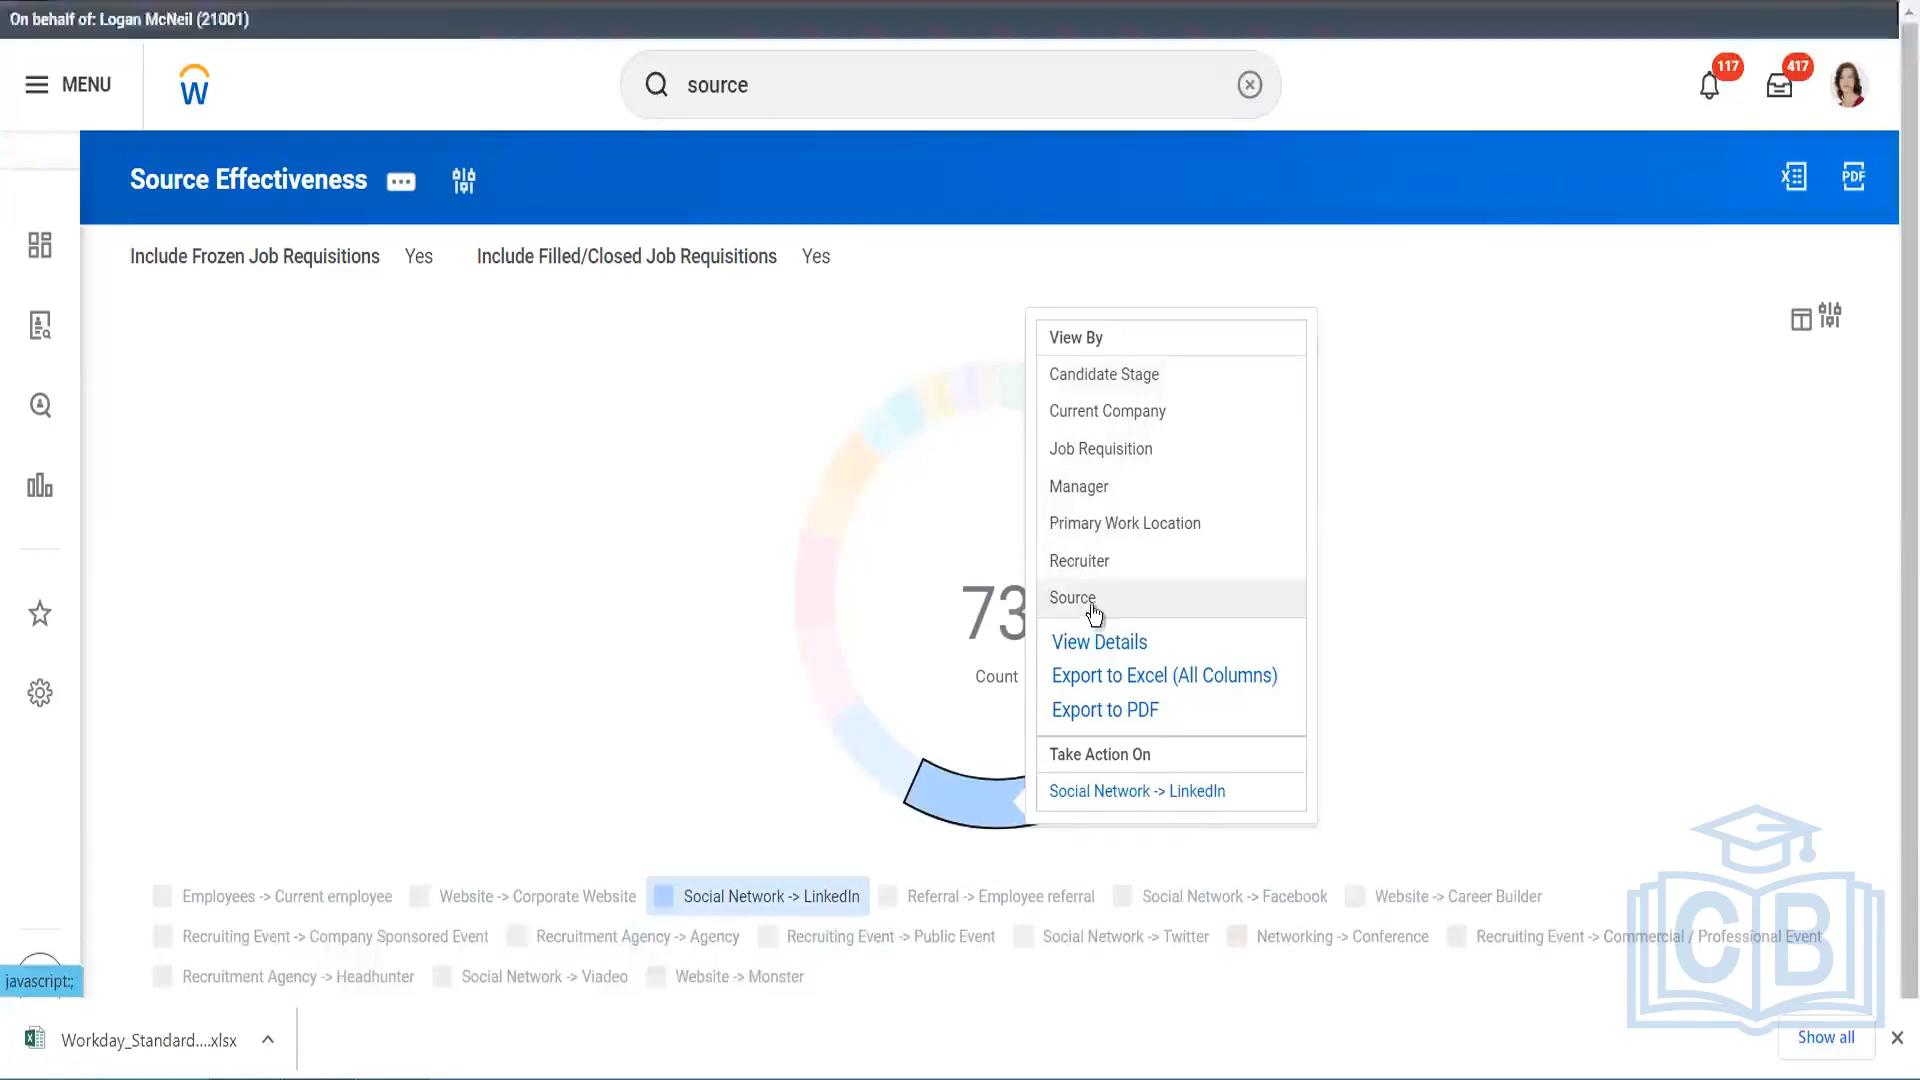 On behalf of: Logan McNeil (21001)
MENU
source
117
417
Source Effectiveness
PDF
Include Frozen Job Requisitions Yes Include Filled/Closed Job Requisitions Yes
View By
Candidate Stage
Current Company
Job Requisition
Manager
Primary Work Location
Recruiter
Source
73
Count
View Details
Export to Excel (All Columns)
Export to PDF
Take Action On
Social Network -> LinkedIn
Employees -> Current employee Website -> Corporate Website Social Network -> LinkedIn Referral -> Employee referral Social Network -> Facebook Website -> Career Builder
Recruiting Event -> Company Sponsored Event Recruitment Agency -> Agency Recruiting Event -> Public Event Social Network -> Twitter Networking -> Conference Recruiting Event -> Commercial / Professional Event
Recruitment Agency -> Headhunter Social Network -> Viadeo Website -> Monster
javascript:;
CB
Workday_Standard....xlsx
Show all